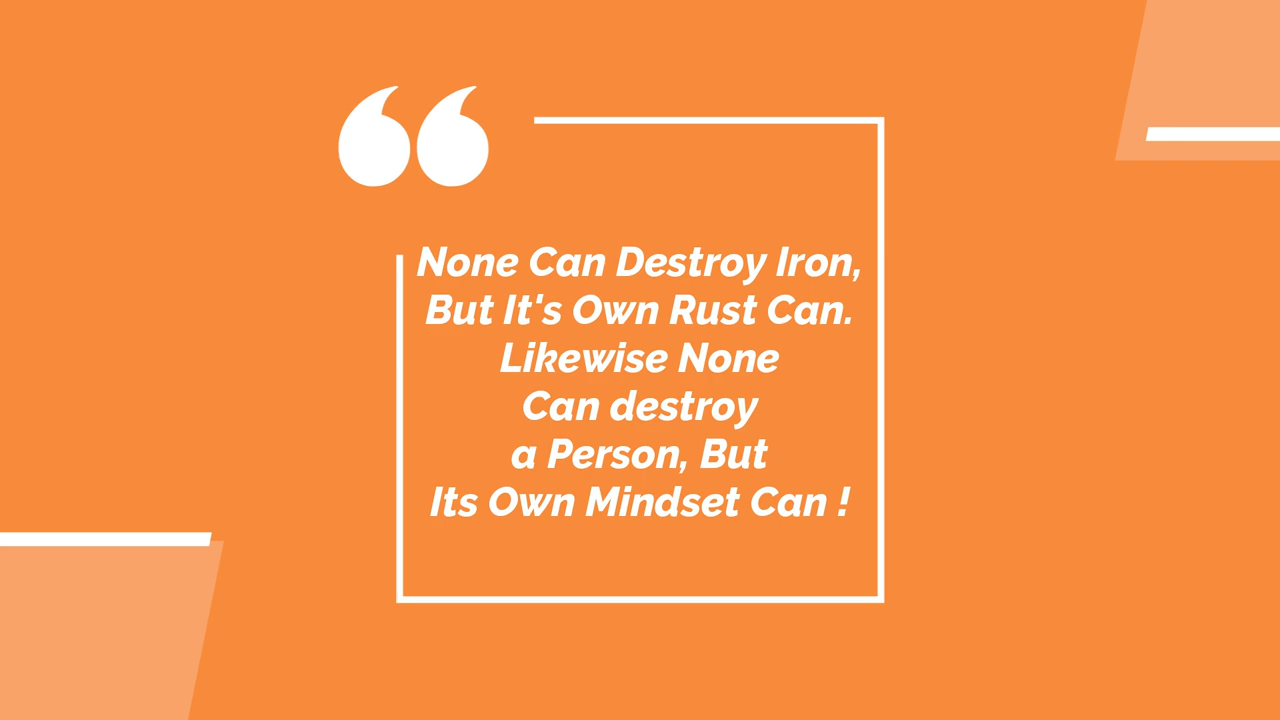 None Can Destroy Iron,
But It's Own Rust Can.
Likewise None
Can destroy
a Person, But
Its Own Mindset Can !